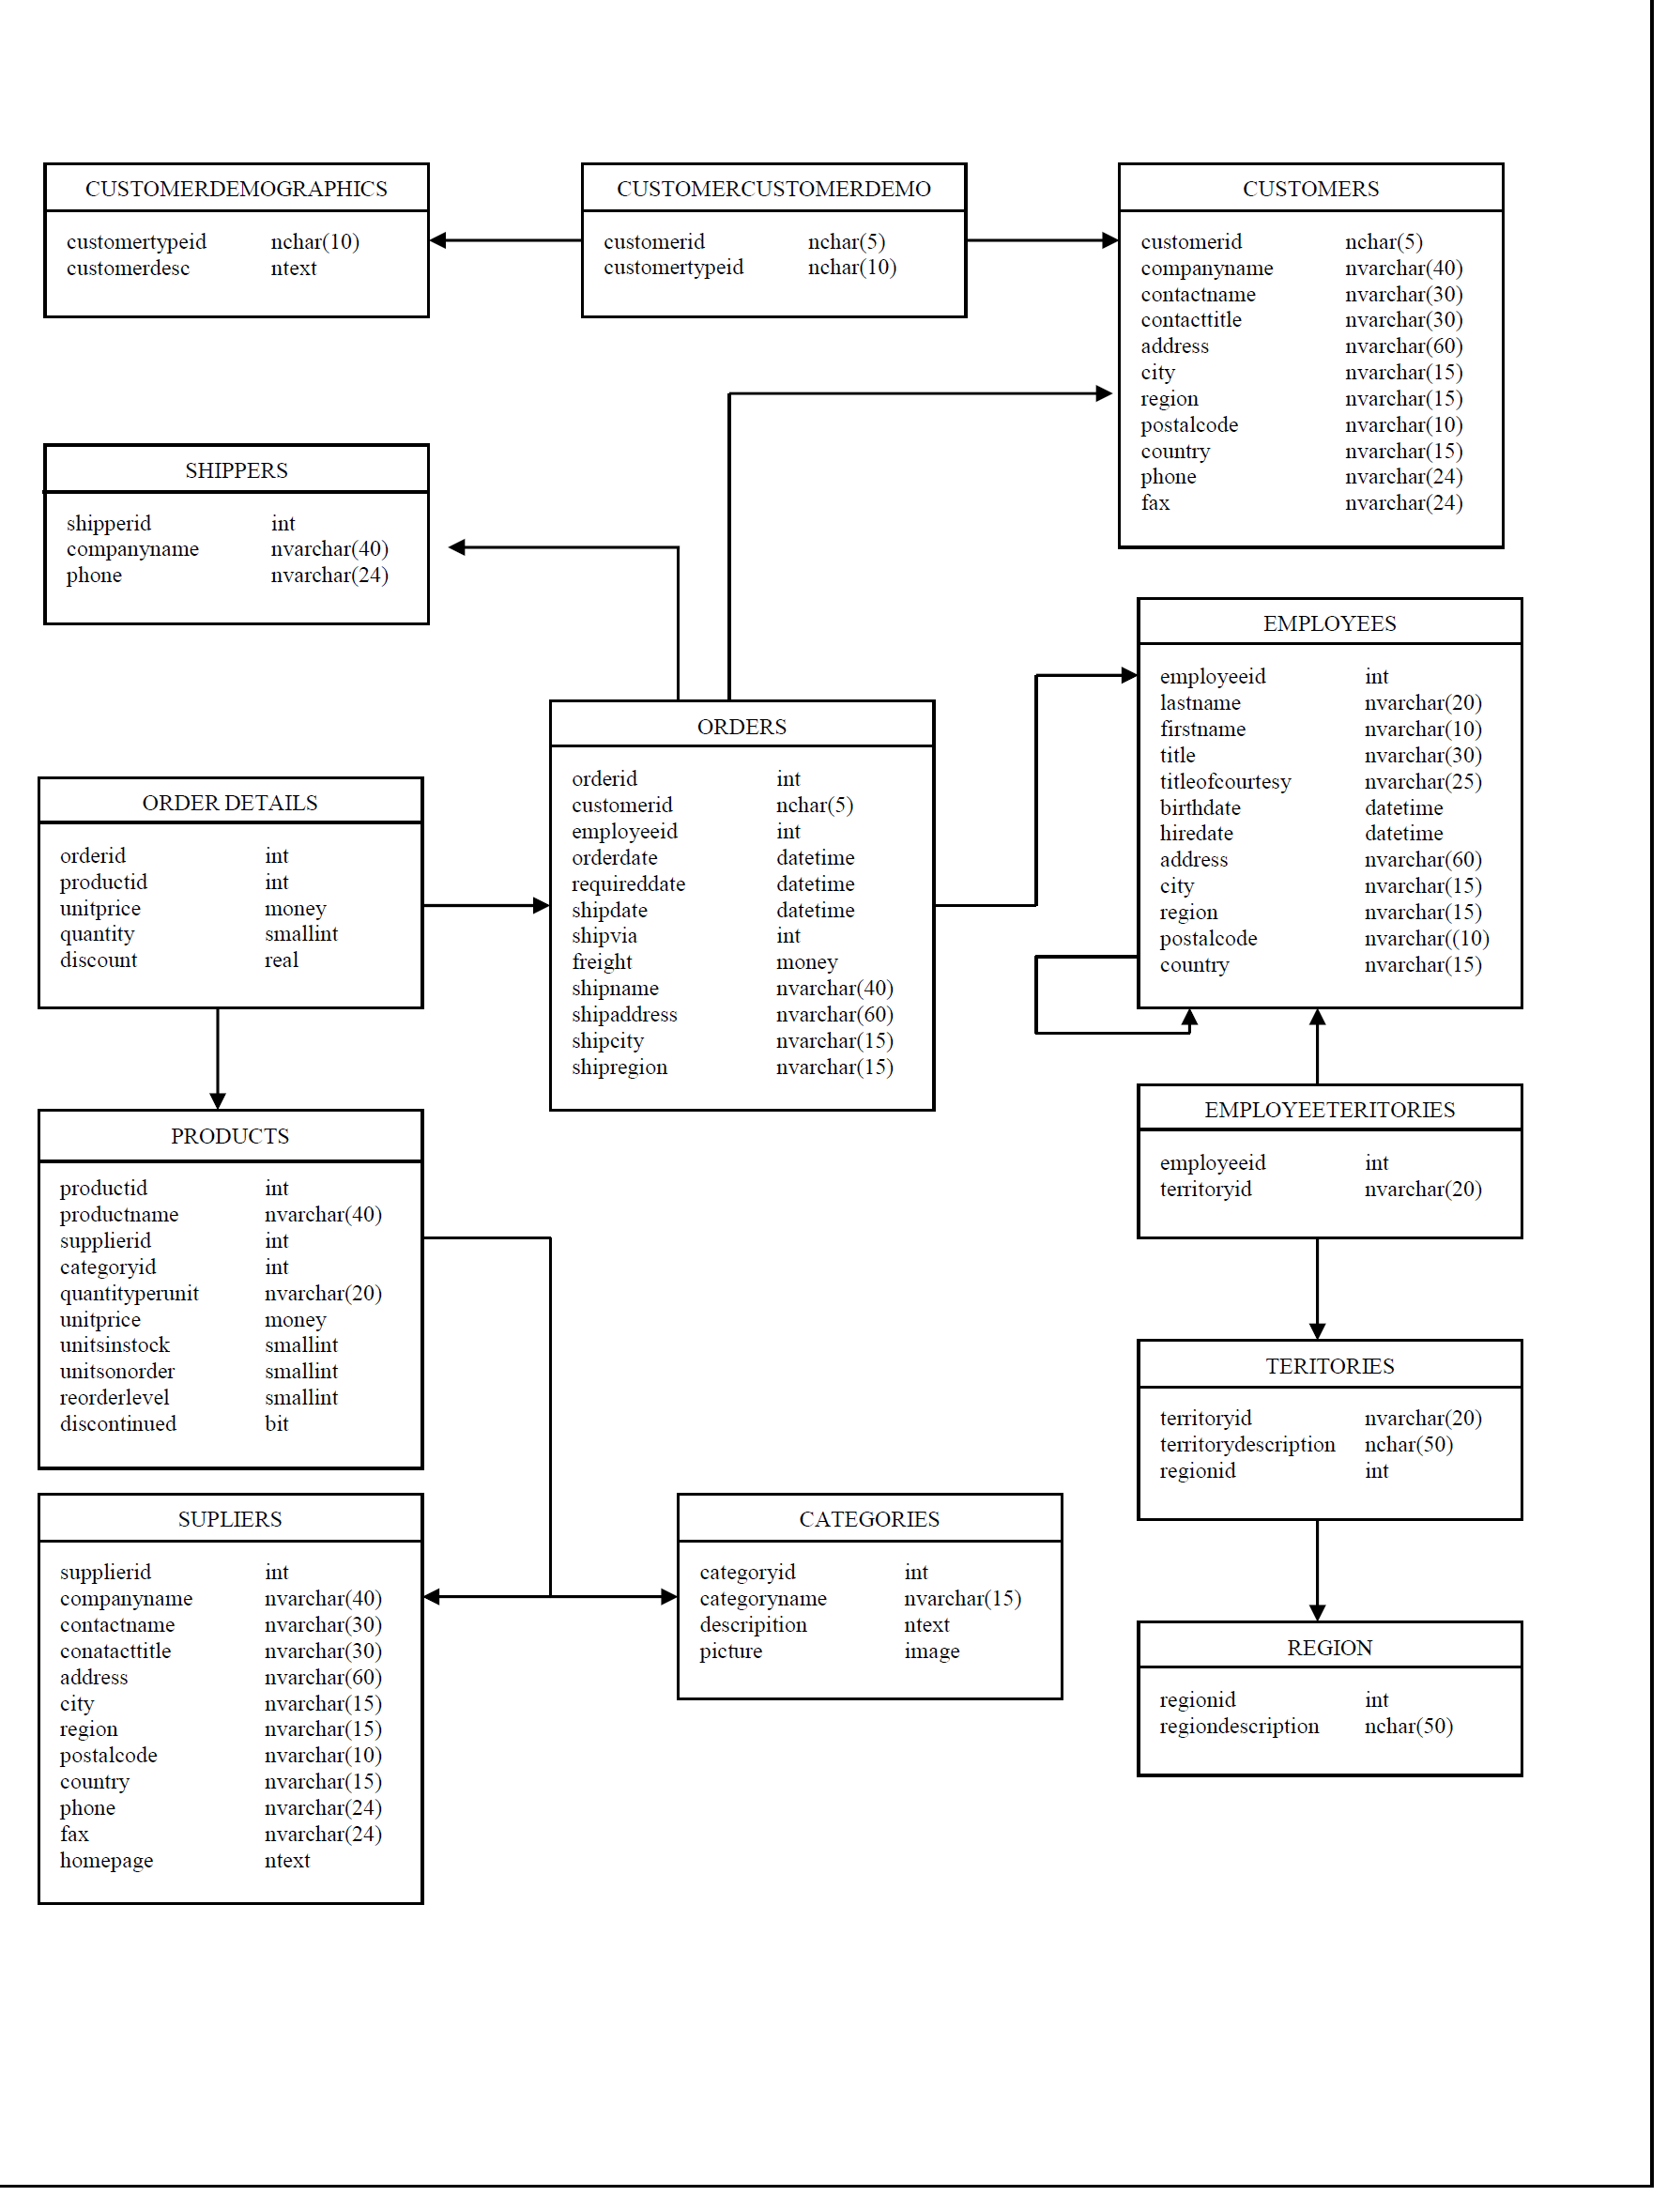 CUSTOMERDEMOGRAPHICS
customertypeid nchar(10)
customerdesc ntext
CUSTOMERCUSTOMERDEMO
customerid nchar(5)
customertypeid nchar(10)
CUSTOMERS
customerid nchar(5)
companyname nvarchar(40)
contactname nvarchar(30)
contacttitle nvarchar(30)
address nvarchar(60)
city nvarchar(15)
region nvarchar(15)
postalcode nvarchar(10)
country nvarchar(15)
phone nvarchar(24)
fax nvarchar(24)
SHIPPERS
shipperid int
companyname nvarchar(40)
phone nvarchar(24)
EMPLOYEES
employeeid int
lastname nvarchar(20)
firstname nvarchar(10)
title nvarchar(30)
titleofcourtesy nvarchar(25)
birthdate datetime
hiredate datetime
address nvarchar(60)
city nvarchar(15)
region nvarchar(15)
postalcode nvarchar((10)
country nvarchar(15)
ORDERS
orderid int
customerid nchar(5)
employeeid int
orderdate datetime
requireddate datetime
shipdate datetime
shipvia int
freight money
shipname nvarchar(40)
shipaddress nvarchar(60)
shipcity nvarchar(15)
shipregion nvarchar(15)
ORDER DETAILS
orderid int
productid int
unitprice money
quantity smallint
discount real
PRODUCTS
productid int
productname nvarchar(40)
supplierid int
categoryid int
quantityperunit nvarchar(20)
unitprice money
unitsinstock smallint
unitsonorder smallint
reorderlevel smallint
discontinued bit
EMPLOYEETERITORIES
employeeid int
territoryid nvarchar(20)
TERITORIES
territoryid nvarchar(20)
territorydescription nchar(50)
regionid int
SUPLIERS
supplierid int
companyname nvarchar(40)
contactname nvarchar(30)
conatacttitle nvarchar(30)
address nvarchar(60)
city nvarchar(15)
region nvarchar(15)
postalcode nvarchar(10)
country nvarchar(15)
phone nvarchar(24)
fax nvarchar(24)
homepage ntext
CATEGORIES
categoryid int
categoryname nvarchar(15)
descripition ntext
picture image
REGION
regionid int
regiondescription nchar(50)